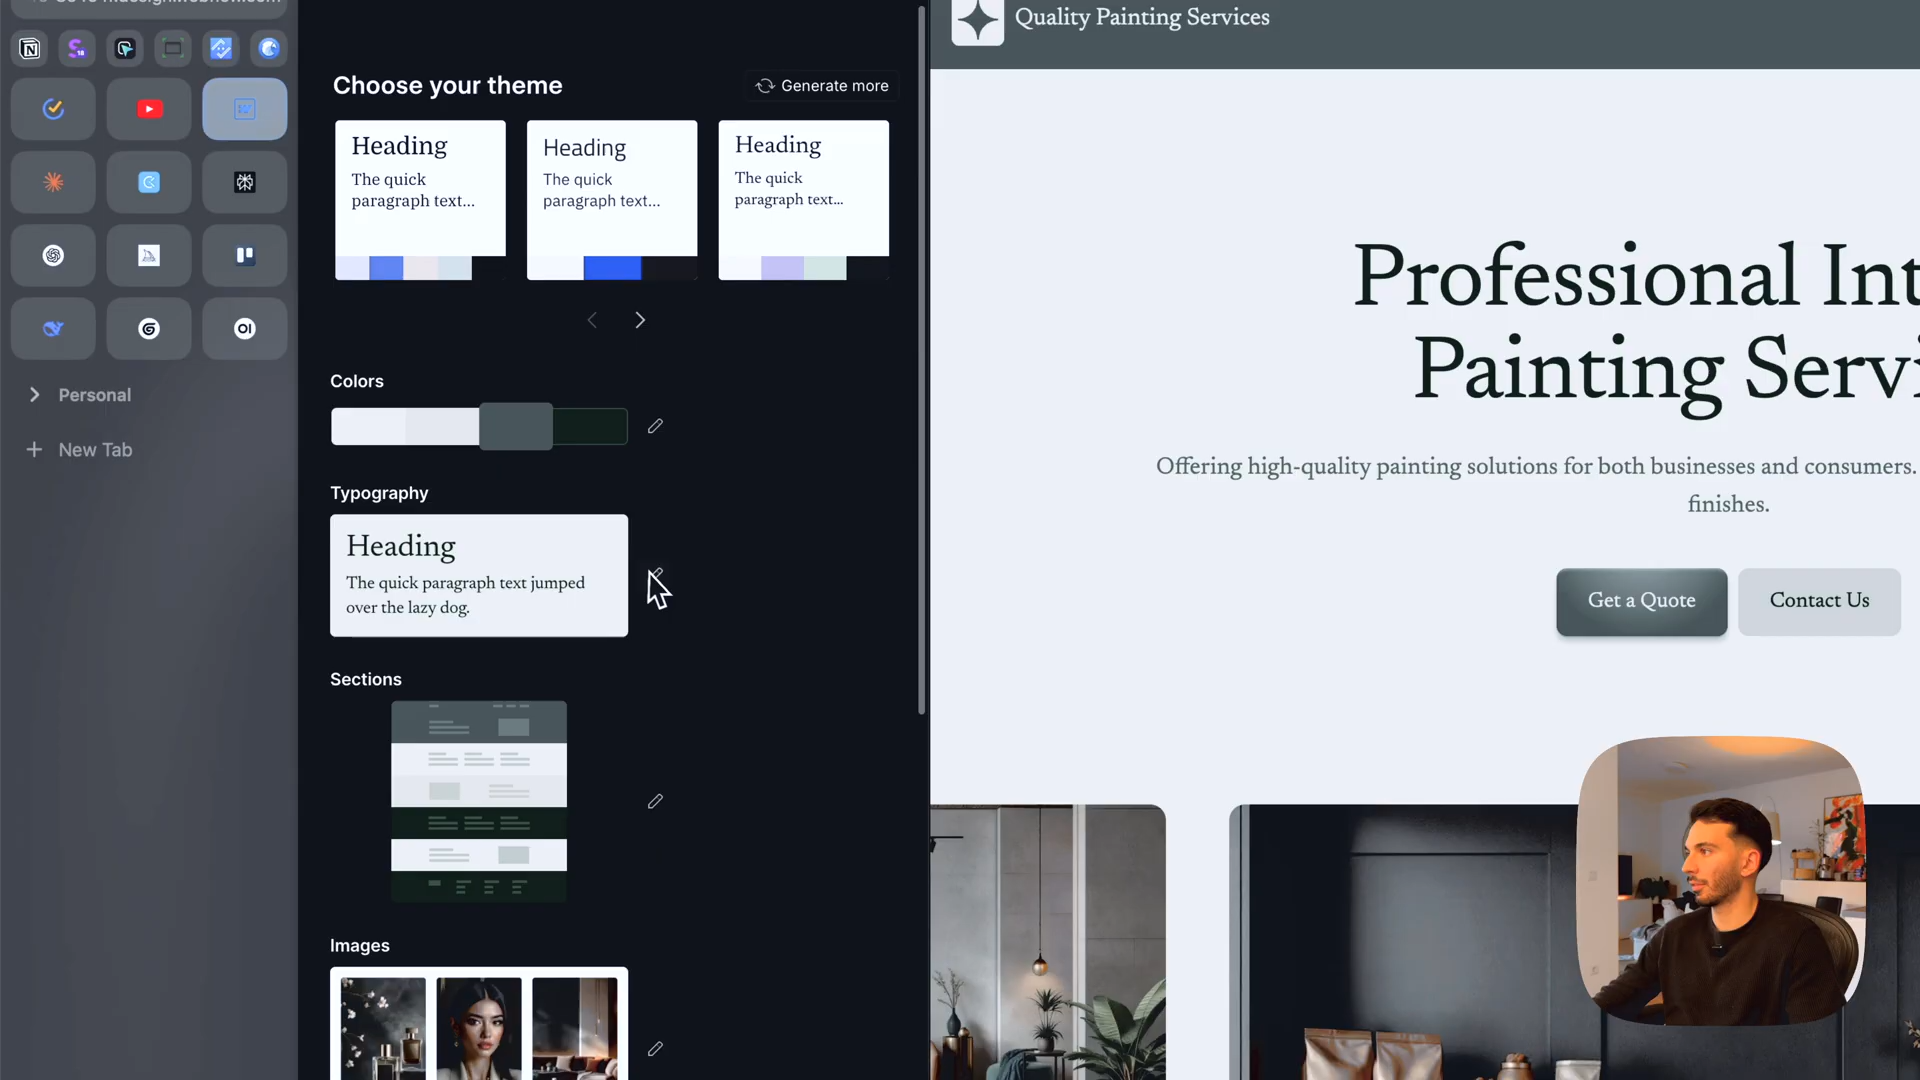 Quality Painting Services
Choose your theme
Generate more
Heading
The quick
paragraph text...
Heading
The quick
paragraph text...
Heading
The quick
paragraph text...
Personal
New Tab
Colors
Typography
Heading
The quick paragraph text jumped
over the lazy dog.
Sections
Images
Professional Int
Painting Servi
Offering high-quality painting solutions for both businesses and consumers.
finishes.
Get a Quote
Contact Us